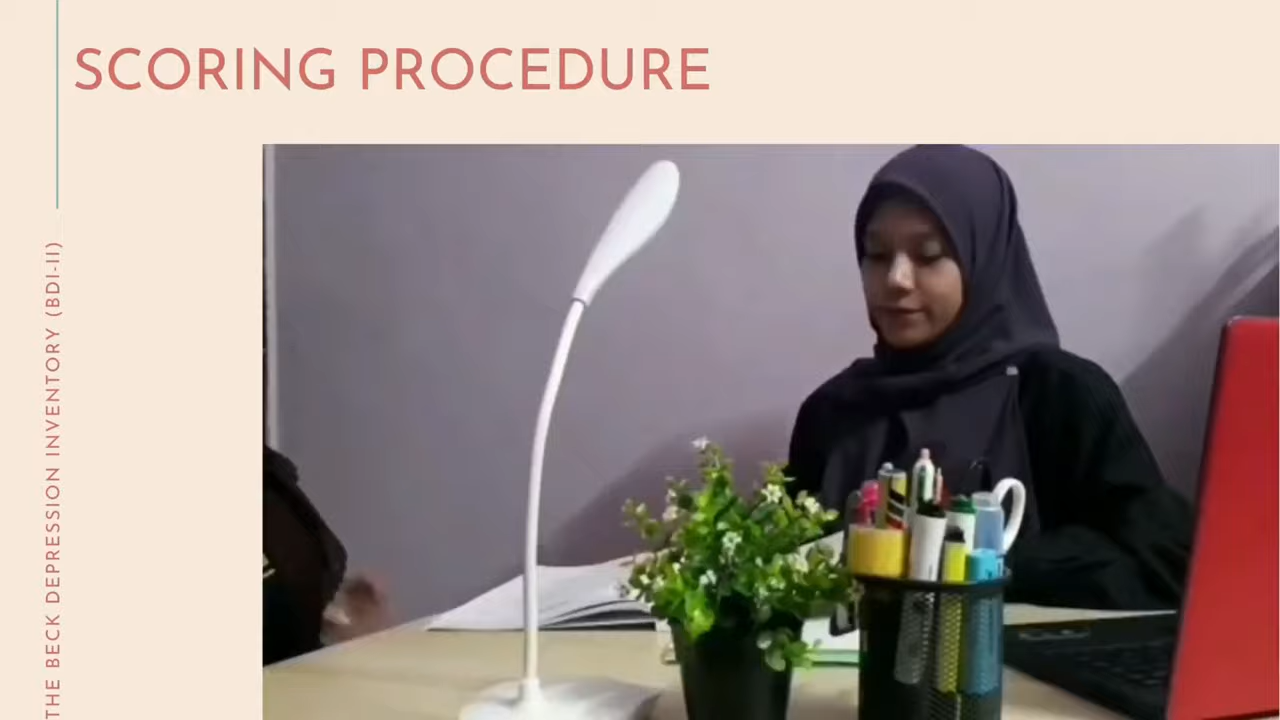 SCORING PROCEDURE
THE BECK DEPRESSION INVENTORY (BDI-II)